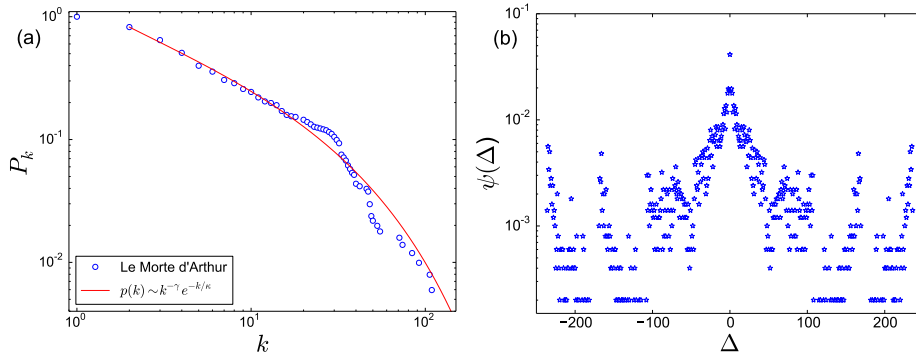 (a)
10^0
10^{-1}
10^{-2}
P_k
Le Morte d'Arthur
p(k) ~ k^{-γ} e^{-k/κ}
10^0 10^1 10^2
k
(b)
10^{-1}
10^{-2}
10^{-3}
ψ(Δ)
−200 −100 0 100 200
Δ